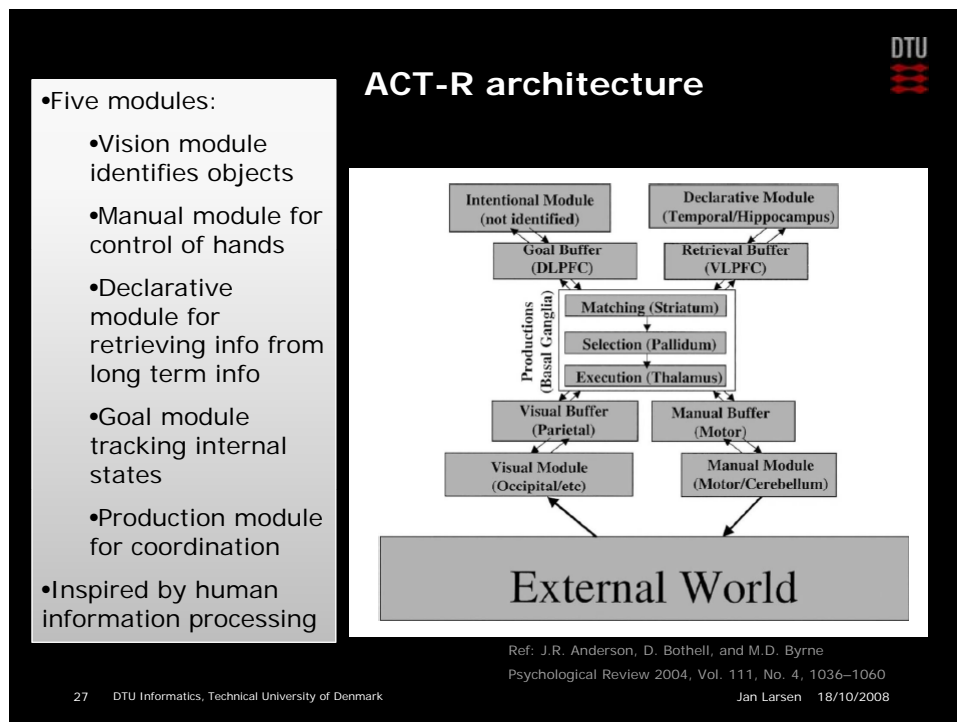 DTU
ACT-R architecture
•Five modules:
•Vision module
identifies objects
•Manual module for
control of hands
•Declarative
module for
retrieving info from
long term info
•Goal module
tracking internal
states
•Production module
for coordination
•Inspired by human
information processing
Intentional Module
(not identified)
Declarative Module
(Temporal/Hippocampus)
Goal Buffer
(DLPFC)
Retrieval Buffer
(VLPFC)
Productions
(Basal Ganglia)
Matching (Striatum)
Selection (Pallidum)
Execution (Thalamus)
Visual Buffer
(Parietal)
Manual Buffer
(Motor)
Visual Module
(Occipital/etc)
Manual Module
(Motor/Cerebellum)
External World
Ref: J.R. Anderson, D. Bothell, and M.D. Byrne
Psychological Review 2004, Vol. 111, No. 4, 1036–1060
27 DTU Informatics, Technical University of Denmark
Jan Larsen 18/10/2008